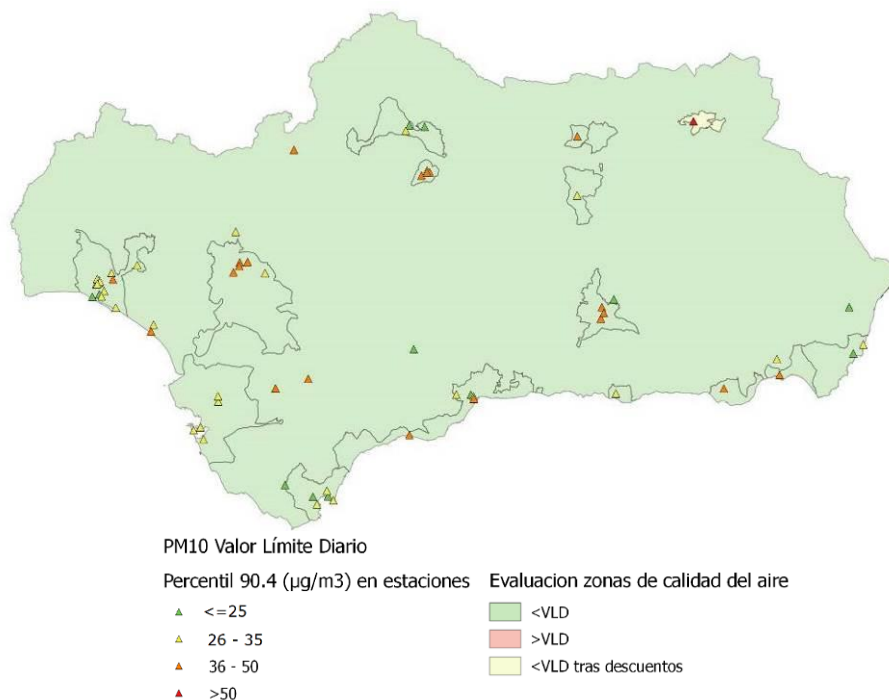 PM10 Valor Límite Diario
Percentil 90.4 (µg/m3) en estaciones
<=25
26 - 35
36 - 50
>50
Evaluacion zonas de calidad del aire
<VLD
>VLD
<VLD tras descuentos